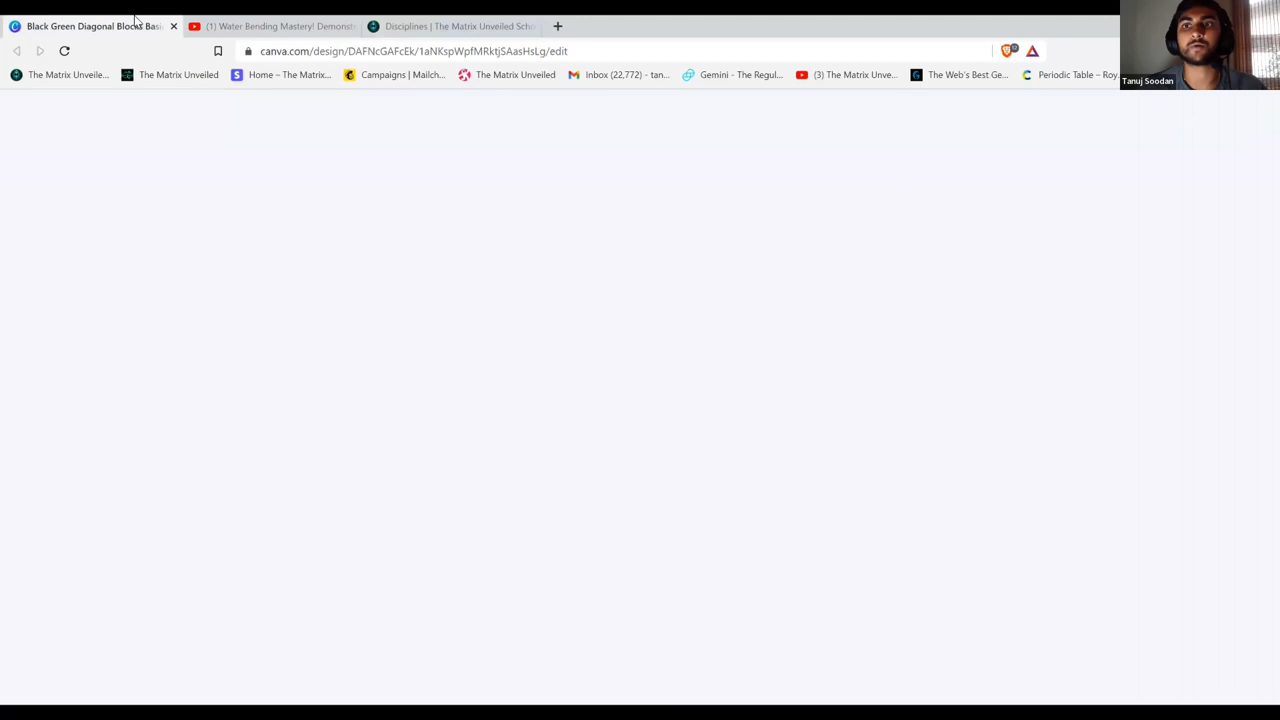 Black Green Diagonal Blocks Basi
(1) Water Bending Mastery! Demonst
Disciplines | The Matrix Unveiled Scho
canva.com/design/DAFNcGAFcEk/1aNKspWpfMRktjSAasHsLg/edit
The Matrix Unveile...
The Matrix Unveiled
Home – The Matrix...
Campaigns | Mailch...
The Matrix Unveiled
Inbox (22,772) - tan...
Gemini - The Regul...
(3) The Matrix Unve...
The Web's Best Ge...
Periodic Table – Roy...
Tanuj Soodan